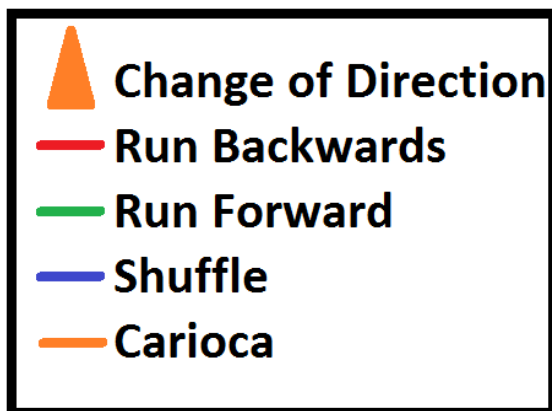 Change of Direction
Run Backwards
Run Forward
Shuffle
Carioca